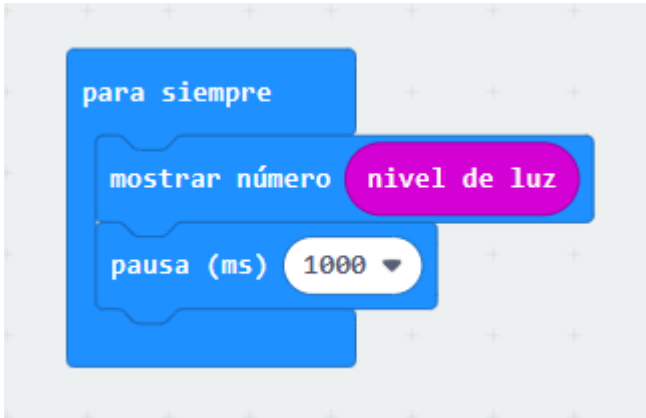 para siempre
mostrar número nivel de luz
pausa (ms) 1000